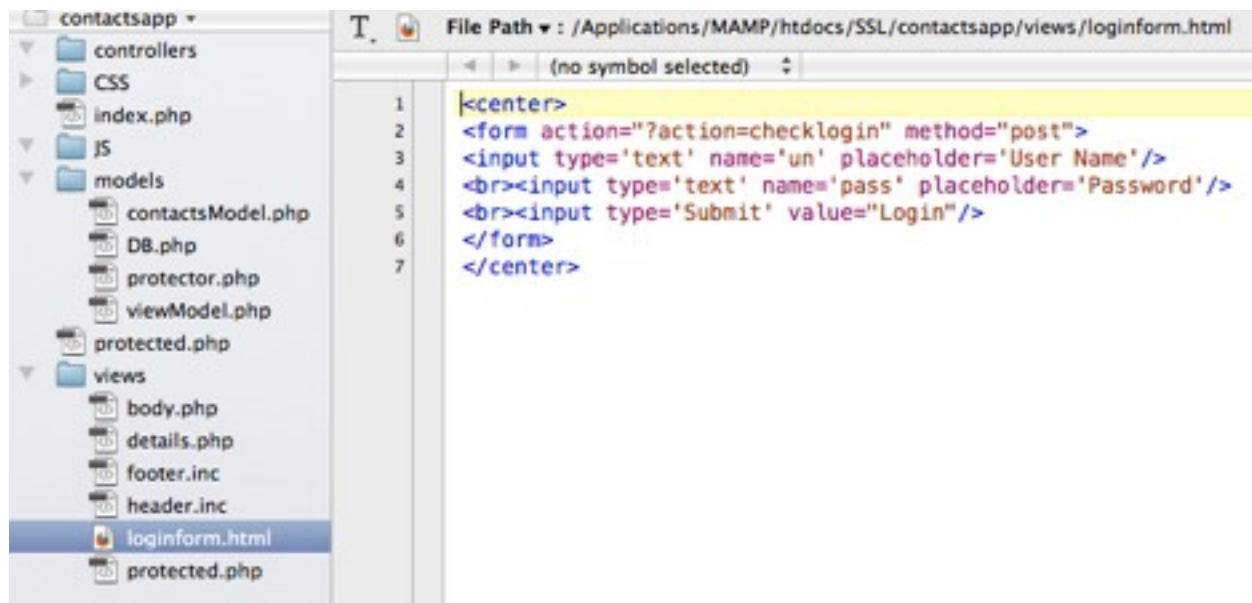 contactsapp
controllers
CSS
index.php
JS
models
contactsModel.php
DB.php
protector.php
viewModel.php
protected.php
views
body.php
details.php
footer.inc
header.inc
loginform.html
protected.php
File Path : /Applications/MAMP/htdocs/SSL/contactsapp/views/loginform.html
(no symbol selected)
1 <center>
2 <form action="?action=checklogin" method="post">
3 <input type='text' name='un' placeholder='User Name'/>
4 <br><input type='text' name='pass' placeholder='Password'/>
5 <br><input type='Submit' value="Login"/>
6 </form>
7 </center>